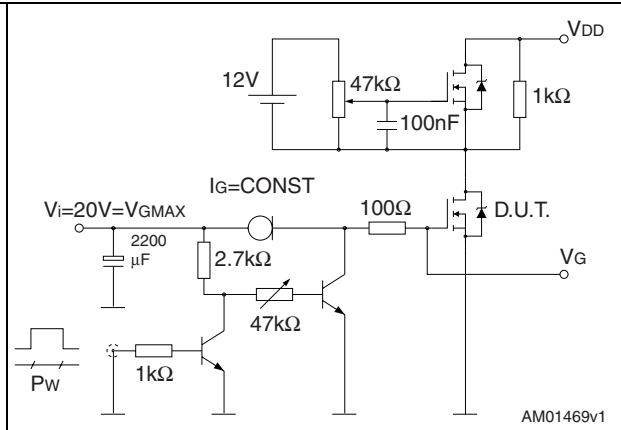 VDD
12V
47kΩ
1kΩ
100nF
IG=CONST
Vi=20V=VGMAX
100Ω
D.U.T.
2200
μF
2.7kΩ
VG
47kΩ
1kΩ
PW
AM01469v1